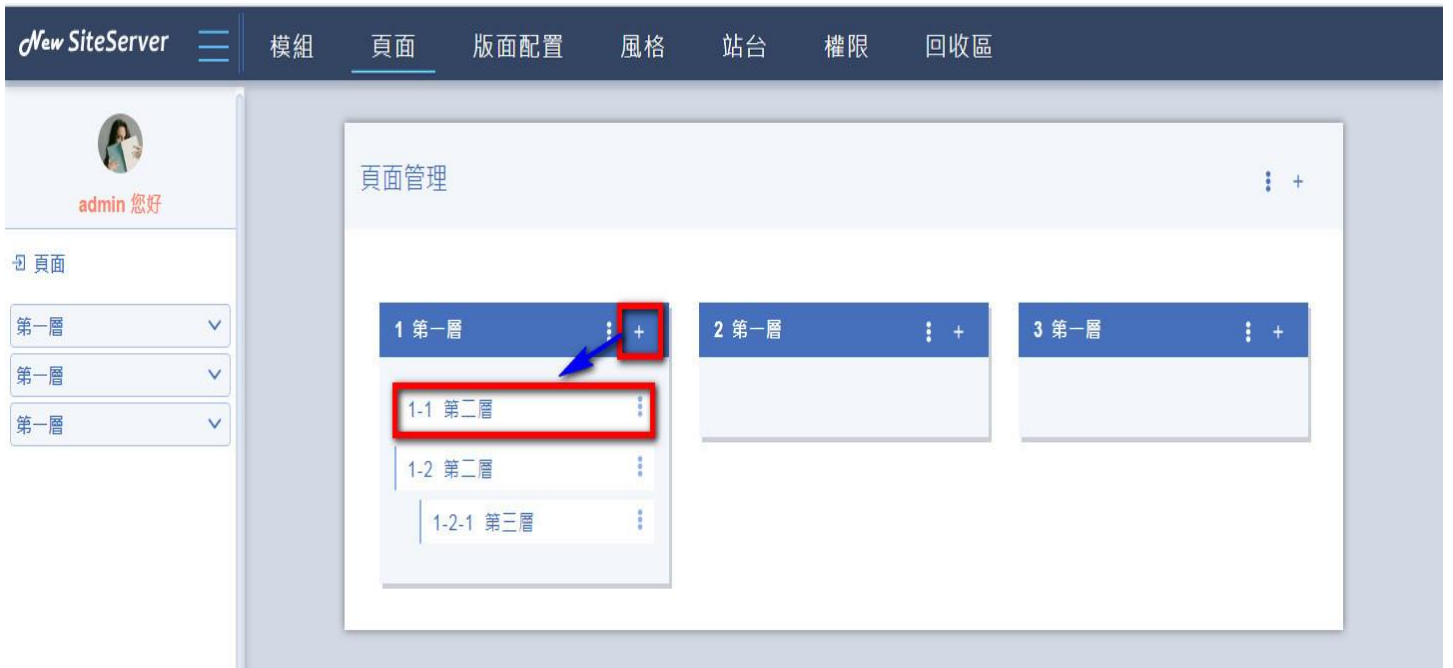 New SiteServer 模組 頁面 版面配置 風格 站台 權限 回收區
admin 您好
頁面
第一層
第一層
第一層
頁面管理
1 第一層
1-1 第二層
1-2 第二層
1-2-1 第三層
2 第一層
3 第一層